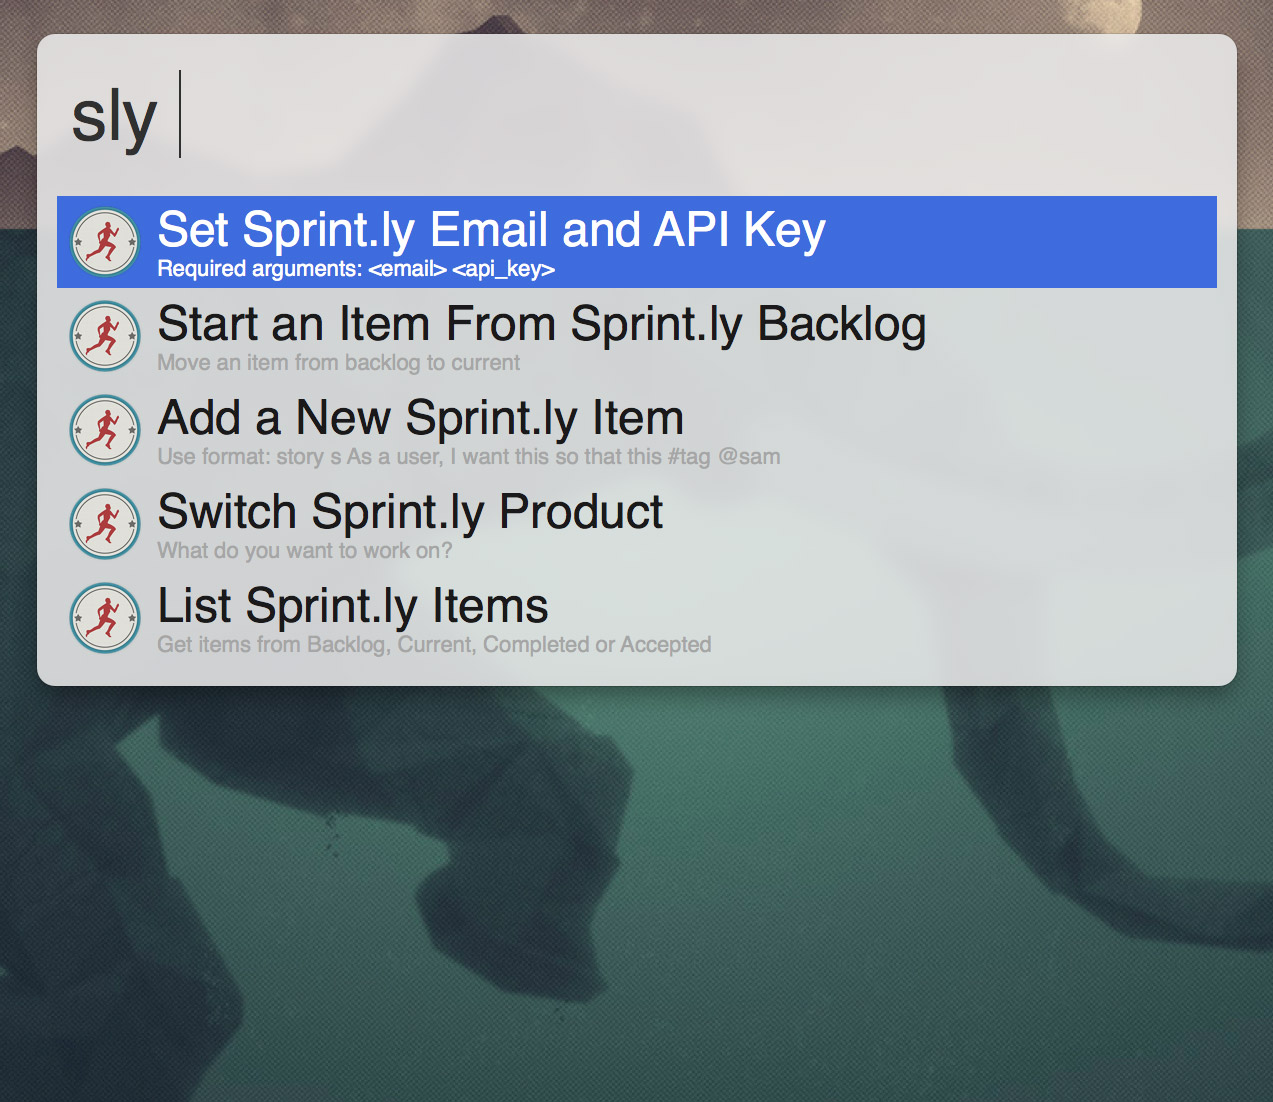 sly
Set Sprint.ly Email and API Key
Required arguments: <email> <api_key>
Start an Item From Sprint.ly Backlog
Move an item from backlog to current
Add a New Sprint.ly Item
Use format: story s As a user, I want this so that this #tag @sam
Switch Sprint.ly Product
What do you want to work on?
List Sprint.ly Items
Get items from Backlog, Current, Completed or Accepted